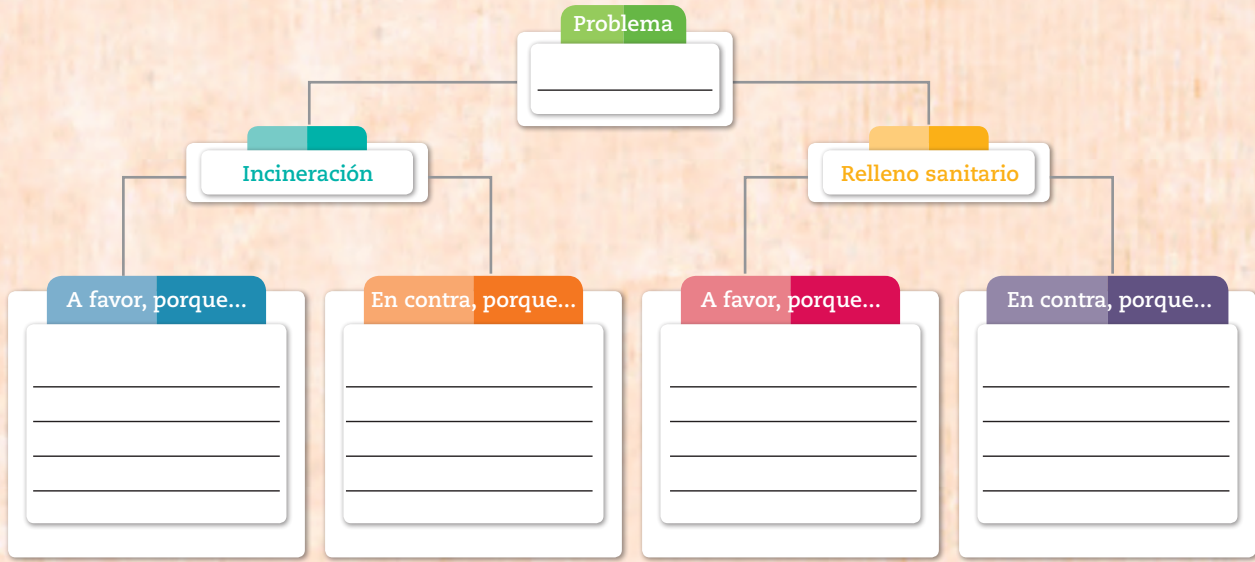 Problema
Incineración
Relleno sanitario
A favor, porque...
En contra, porque...
A favor, porque...
En contra, porque...